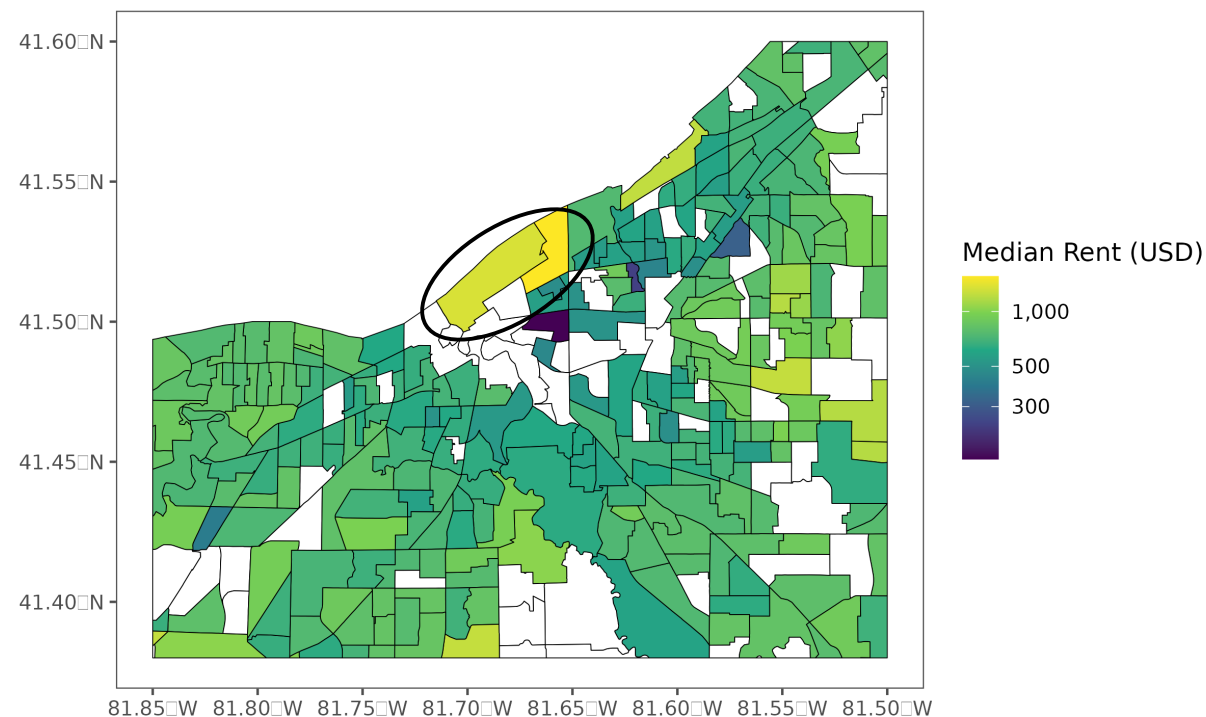 41.60□N
41.55□N
41.50□N
41.45□N
41.40□N
81.85□W 81.80□W 81.75□W 81.70□W 81.65□W 81.60□W 81.55□W 81.50□W
Median Rent (USD)
1,000
500
300